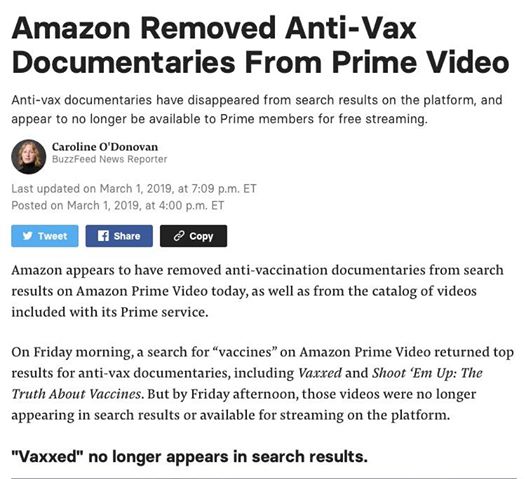 Amazon Removed Anti-Vax
Documentaries From Prime Video
Anti-vax documentaries have disappeared from search results on the platform, and
appear to no longer be available to Prime members for free streaming.
Caroline O'Donovan
BuzzFeed News Reporter
Last updated on March 1, 2019, at 7:09 p.m. ET
Posted on March 1, 2019, at 4:00 p.m. ET
Tweet Share Copy
Amazon appears to have removed anti-vaccination documentaries from search
results on Amazon Prime Video today, as well as from the catalog of videos
included with its Prime service.
On Friday morning, a search for “vaccines” on Amazon Prime Video returned top
results for anti-vax documentaries, including Vaxxed and Shoot ‘Em Up: The
Truth About Vaccines. But by Friday afternoon, those videos were no longer
appearing in search results or available for streaming on the platform.
"Vaxxed" no longer appears in search results.